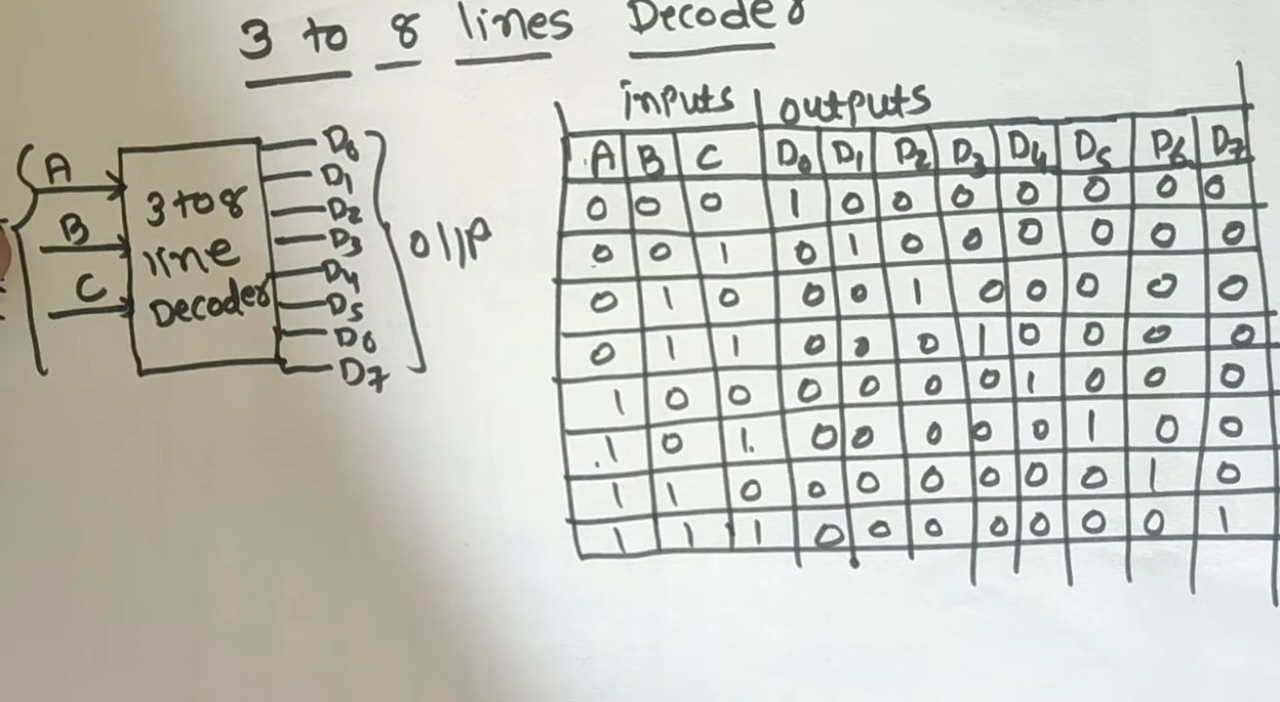 3 to 8 lines Decoder
A
B
C
3 to 8
line
Decoder
D0
D1
D2
D3
D4
D5
D6
D7
O/P
inputs outputs
A B C D0 D1 D2 D3 D4 D5 D6 D7
0 0 0 1 0 0 0 0 0 0 0
0 0 1 0 1 0 0 0 0 0 0
0 1 0 0 0 1 0 0 0 0 0
0 1 1 0 0 0 1 0 0 0 0
1 0 0 0 0 0 0 1 0 0 0
1 0 1 0 0 0 0 0 1 0 0
1 1 0 0 0 0 0 0 0 1 0
1 1 1 0 0 0 0 0 0 0 1